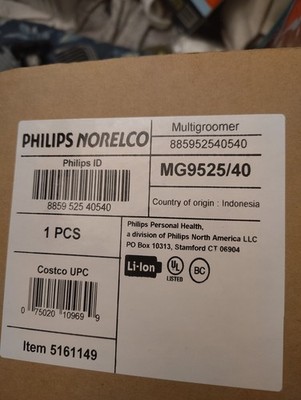 PHILIPS NORELCO
Philips ID
8859 525 40540
1 PCS
Costco UPC
0 75020 10969 9
Item 5161149
Multigroomer
885952540540
MG9525/40
Country of origin : Indonesia
Philips Personal Health,
a division of Philips North America LLC
PO Box 10313, Stamford CT 06904
Li-Ion
UL
LISTED
BC